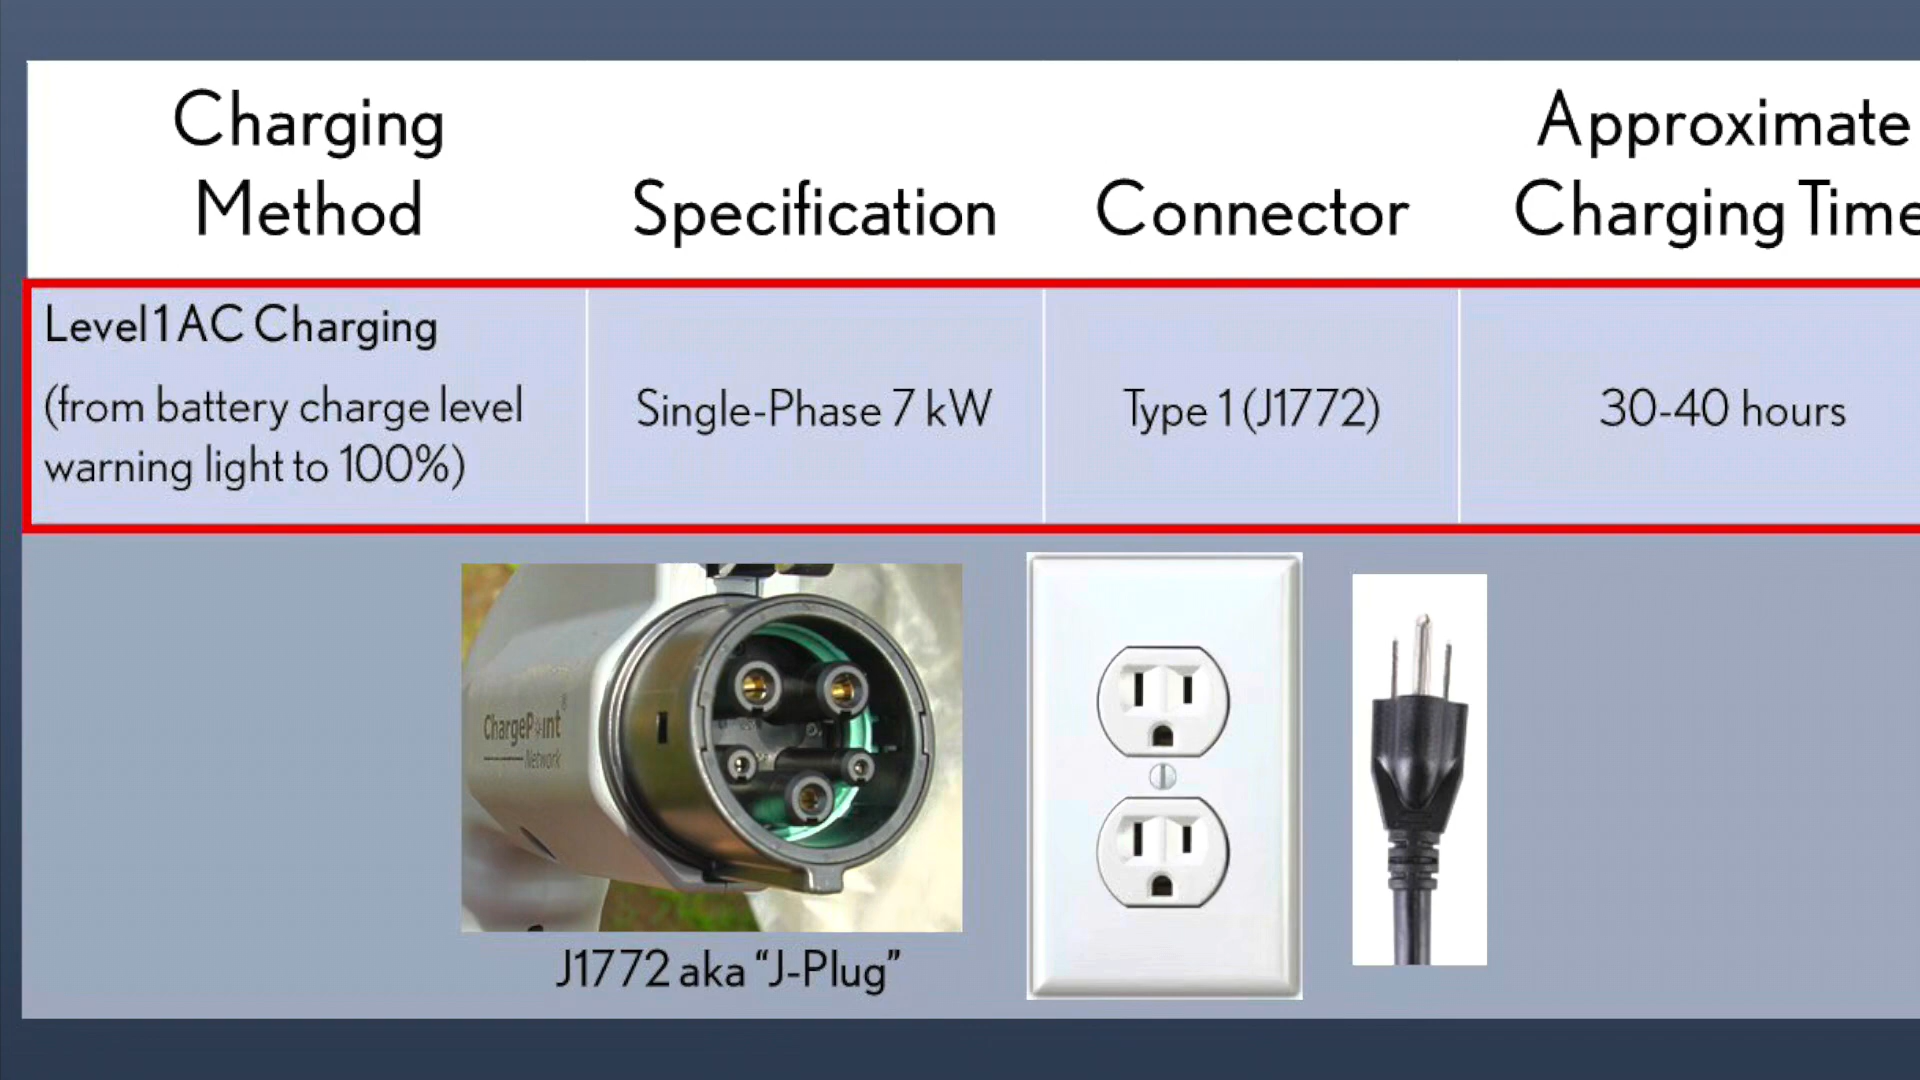 Charging
Method
Specification
Connector
Approximate
Charging Time
Level 1 AC Charging
(from battery charge level
warning light to 100%)
Single-Phase 7 kW
Type 1 (J1772)
30-40 hours
ChargePoint
Network
J1772 aka “J-Plug”